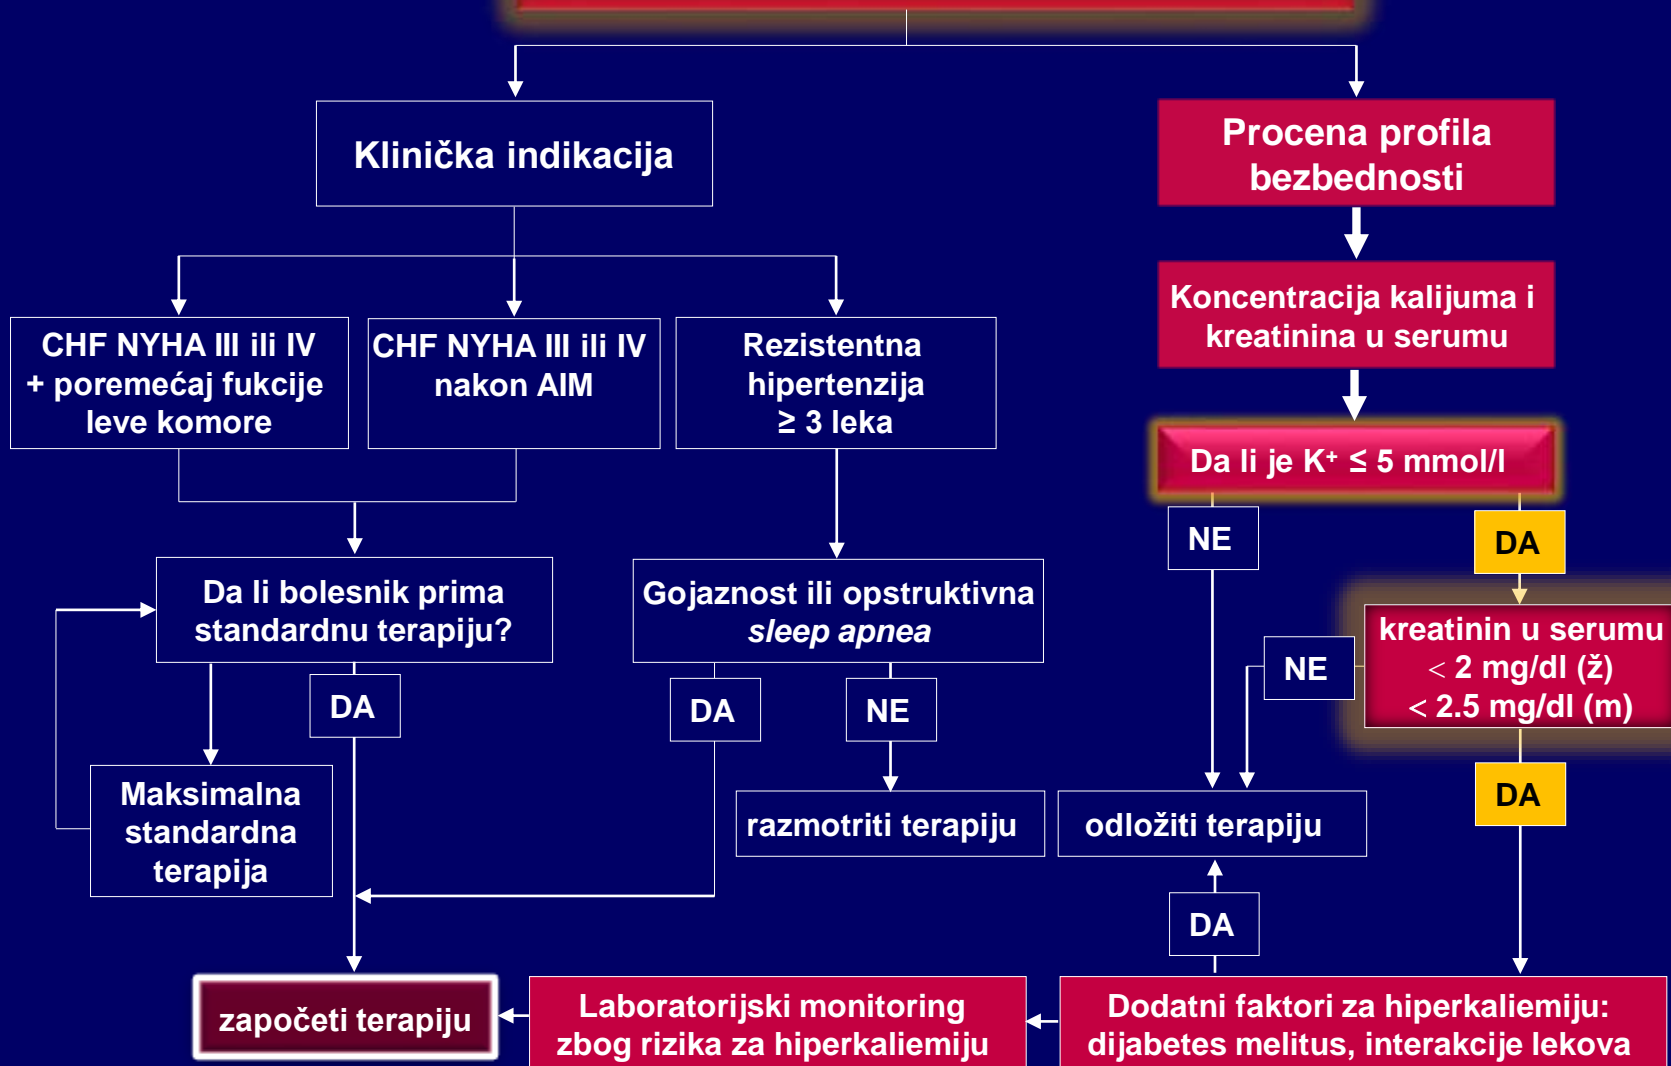 Klinička indikacija
Procena profila
bezbednosti
Koncentracija kalijuma i
kreatinina u serumu
CHF NYHA III ili IV
+ poremećaj fukcije
leve komore
CHF NYHA III ili IV
nakon AIM
Rezistentna
hipertenzija
≥ 3 leka
Da li je K⁺ ≤ 5 mmol/l
NE
DA
Da li bolesnik prima
standardnu terapiju?
Gojaznost ili opstruktivna
sleep apnea
kreatinin u serumu
< 2 mg/dl (ž)
< 2.5 mg/dl (m)
NE
DA
DA
NE
DA
Maksimalna
standardna
terapija
razmotriti terapiju
odložiti terapiju
DA
započeti terapiju
Laboratorijski monitoring
zbog rizika za hiperkaliemiju
Dodatni faktori za hiperkaliemiju:
dijabetes melitus, interakcije lekova